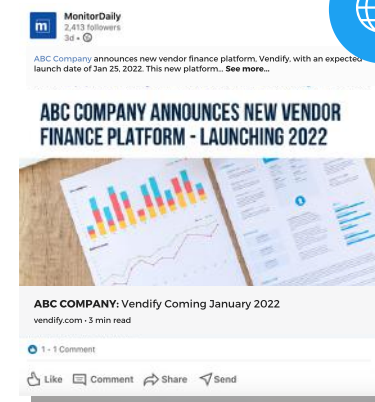 m
MonitorDaily
2,413 followers
3d •
ABC Company announces new vendor finance platform, Vendify, with an expected
launch date of Jan 25, 2022. This new platform... See more...
ABC COMPANY ANNOUNCES NEW VENDOR
FINANCE PLATFORM - LAUNCHING 2022
ABC COMPANY: Vendify Coming January 2022
vendify.com • 3 min read
1 • 1 Comment
Like Comment Share Send